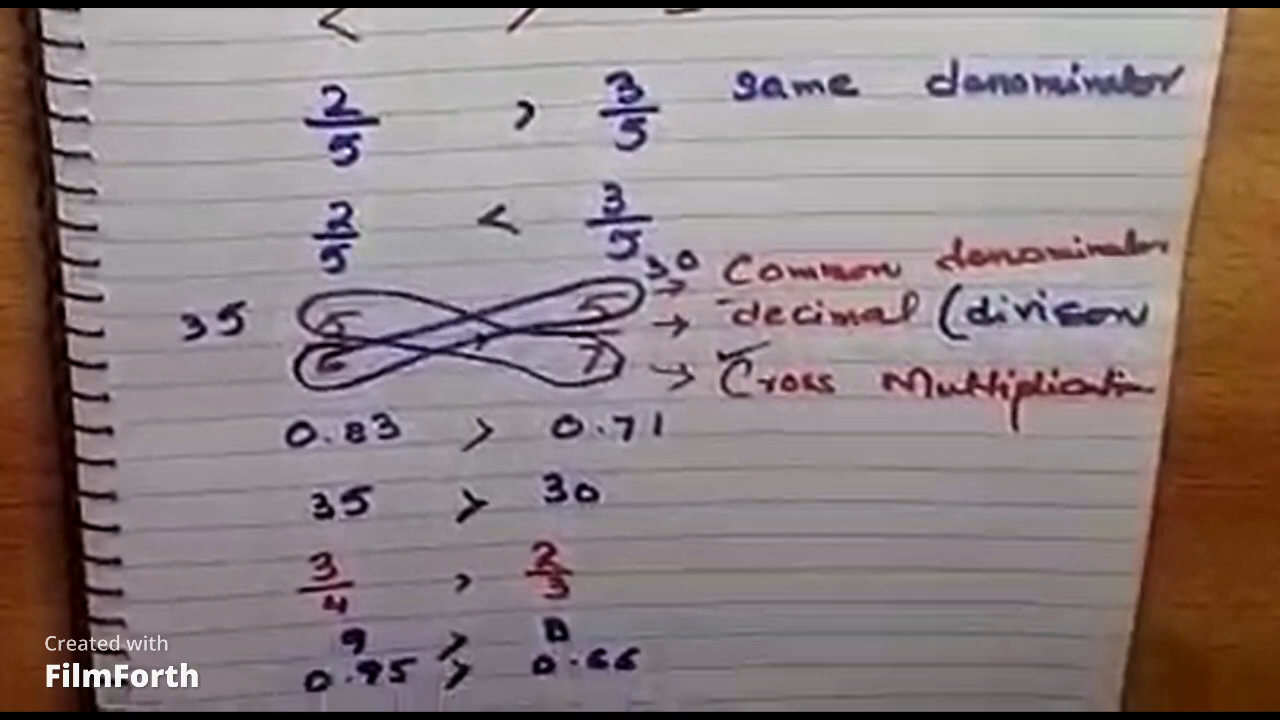 < >
2/5 > 3/5 same denominator
2/5 < 3/5
30 → Common denominator
35 5/6 5/7 → decimal (divison
→ Cross Multiplication
0.83 > 0.71
35 > 30
3/4 > 2/3
9 > 8
0.75 > 0.66
Created with
FilmForth